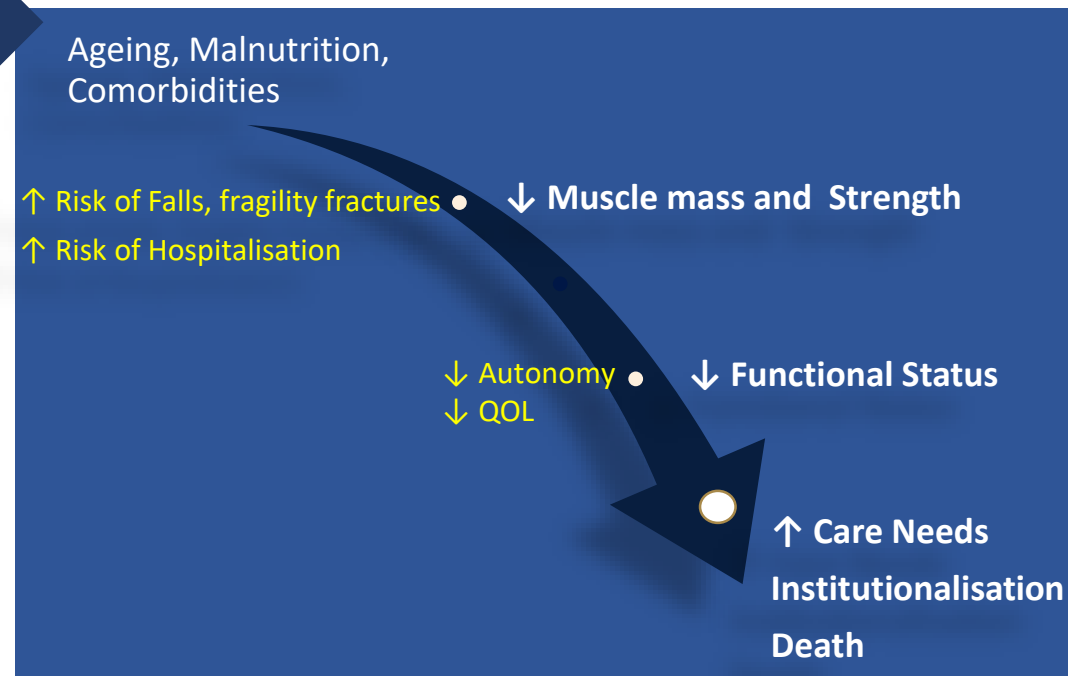 Ageing, Malnutrition,
Comorbidities
↑ Risk of Falls, fragility fractures
↓ Muscle mass and Strength
↑ Risk of Hospitalisation
↓ Autonomy
↓ Functional Status
↓ QOL
↑ Care Needs
Institutionalisation
Death